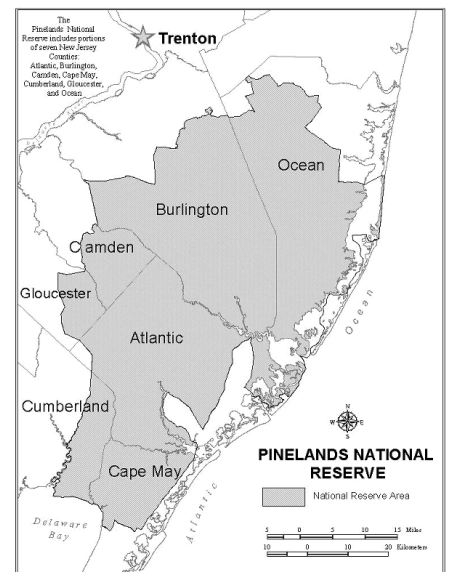 The
Pinelands National
Reserve includes portions
of seven New Jersey
Counties:
Atlantic, Burlington,
Camden, Cape May,
Cumberland, Gloucester,
and Ocean
Trenton
Ocean
Burlington
Camden
Gloucester
Atlantic
Ocean
Cumberland
N
W E
S
PINELANDS NATIONAL
RESERVE
Cape May
National Reserve Area
Delaware
Bay
Atlantic
5 0 5 10 15 Miles
10 0 10 20 Kilometers